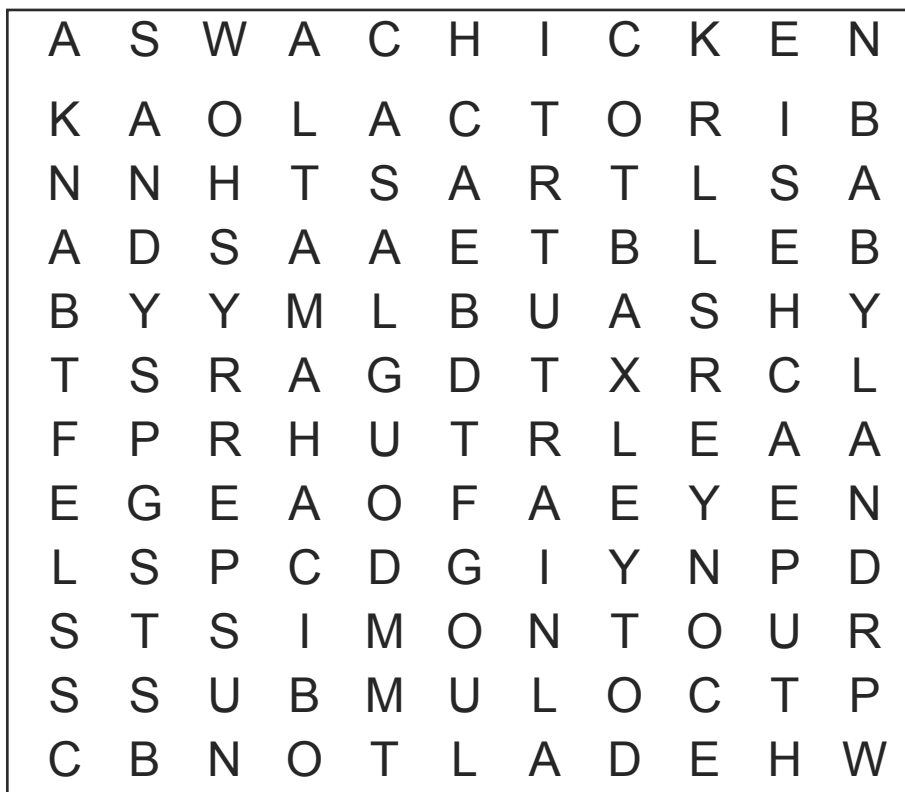 A S W A C H I C K E N
K A O L A C T O R I B
N N H T S A R T L S A
A D S A A E T B L E B
B Y Y M L B U A S H Y
T S R A G D T X R C L
F P R H U T R L E A A
E G E A O F A E Y E N
L S P C D G I Y N P D
S T S I M O N T O U R
S S U B M U L O C T P
C B N O T L A D E H W